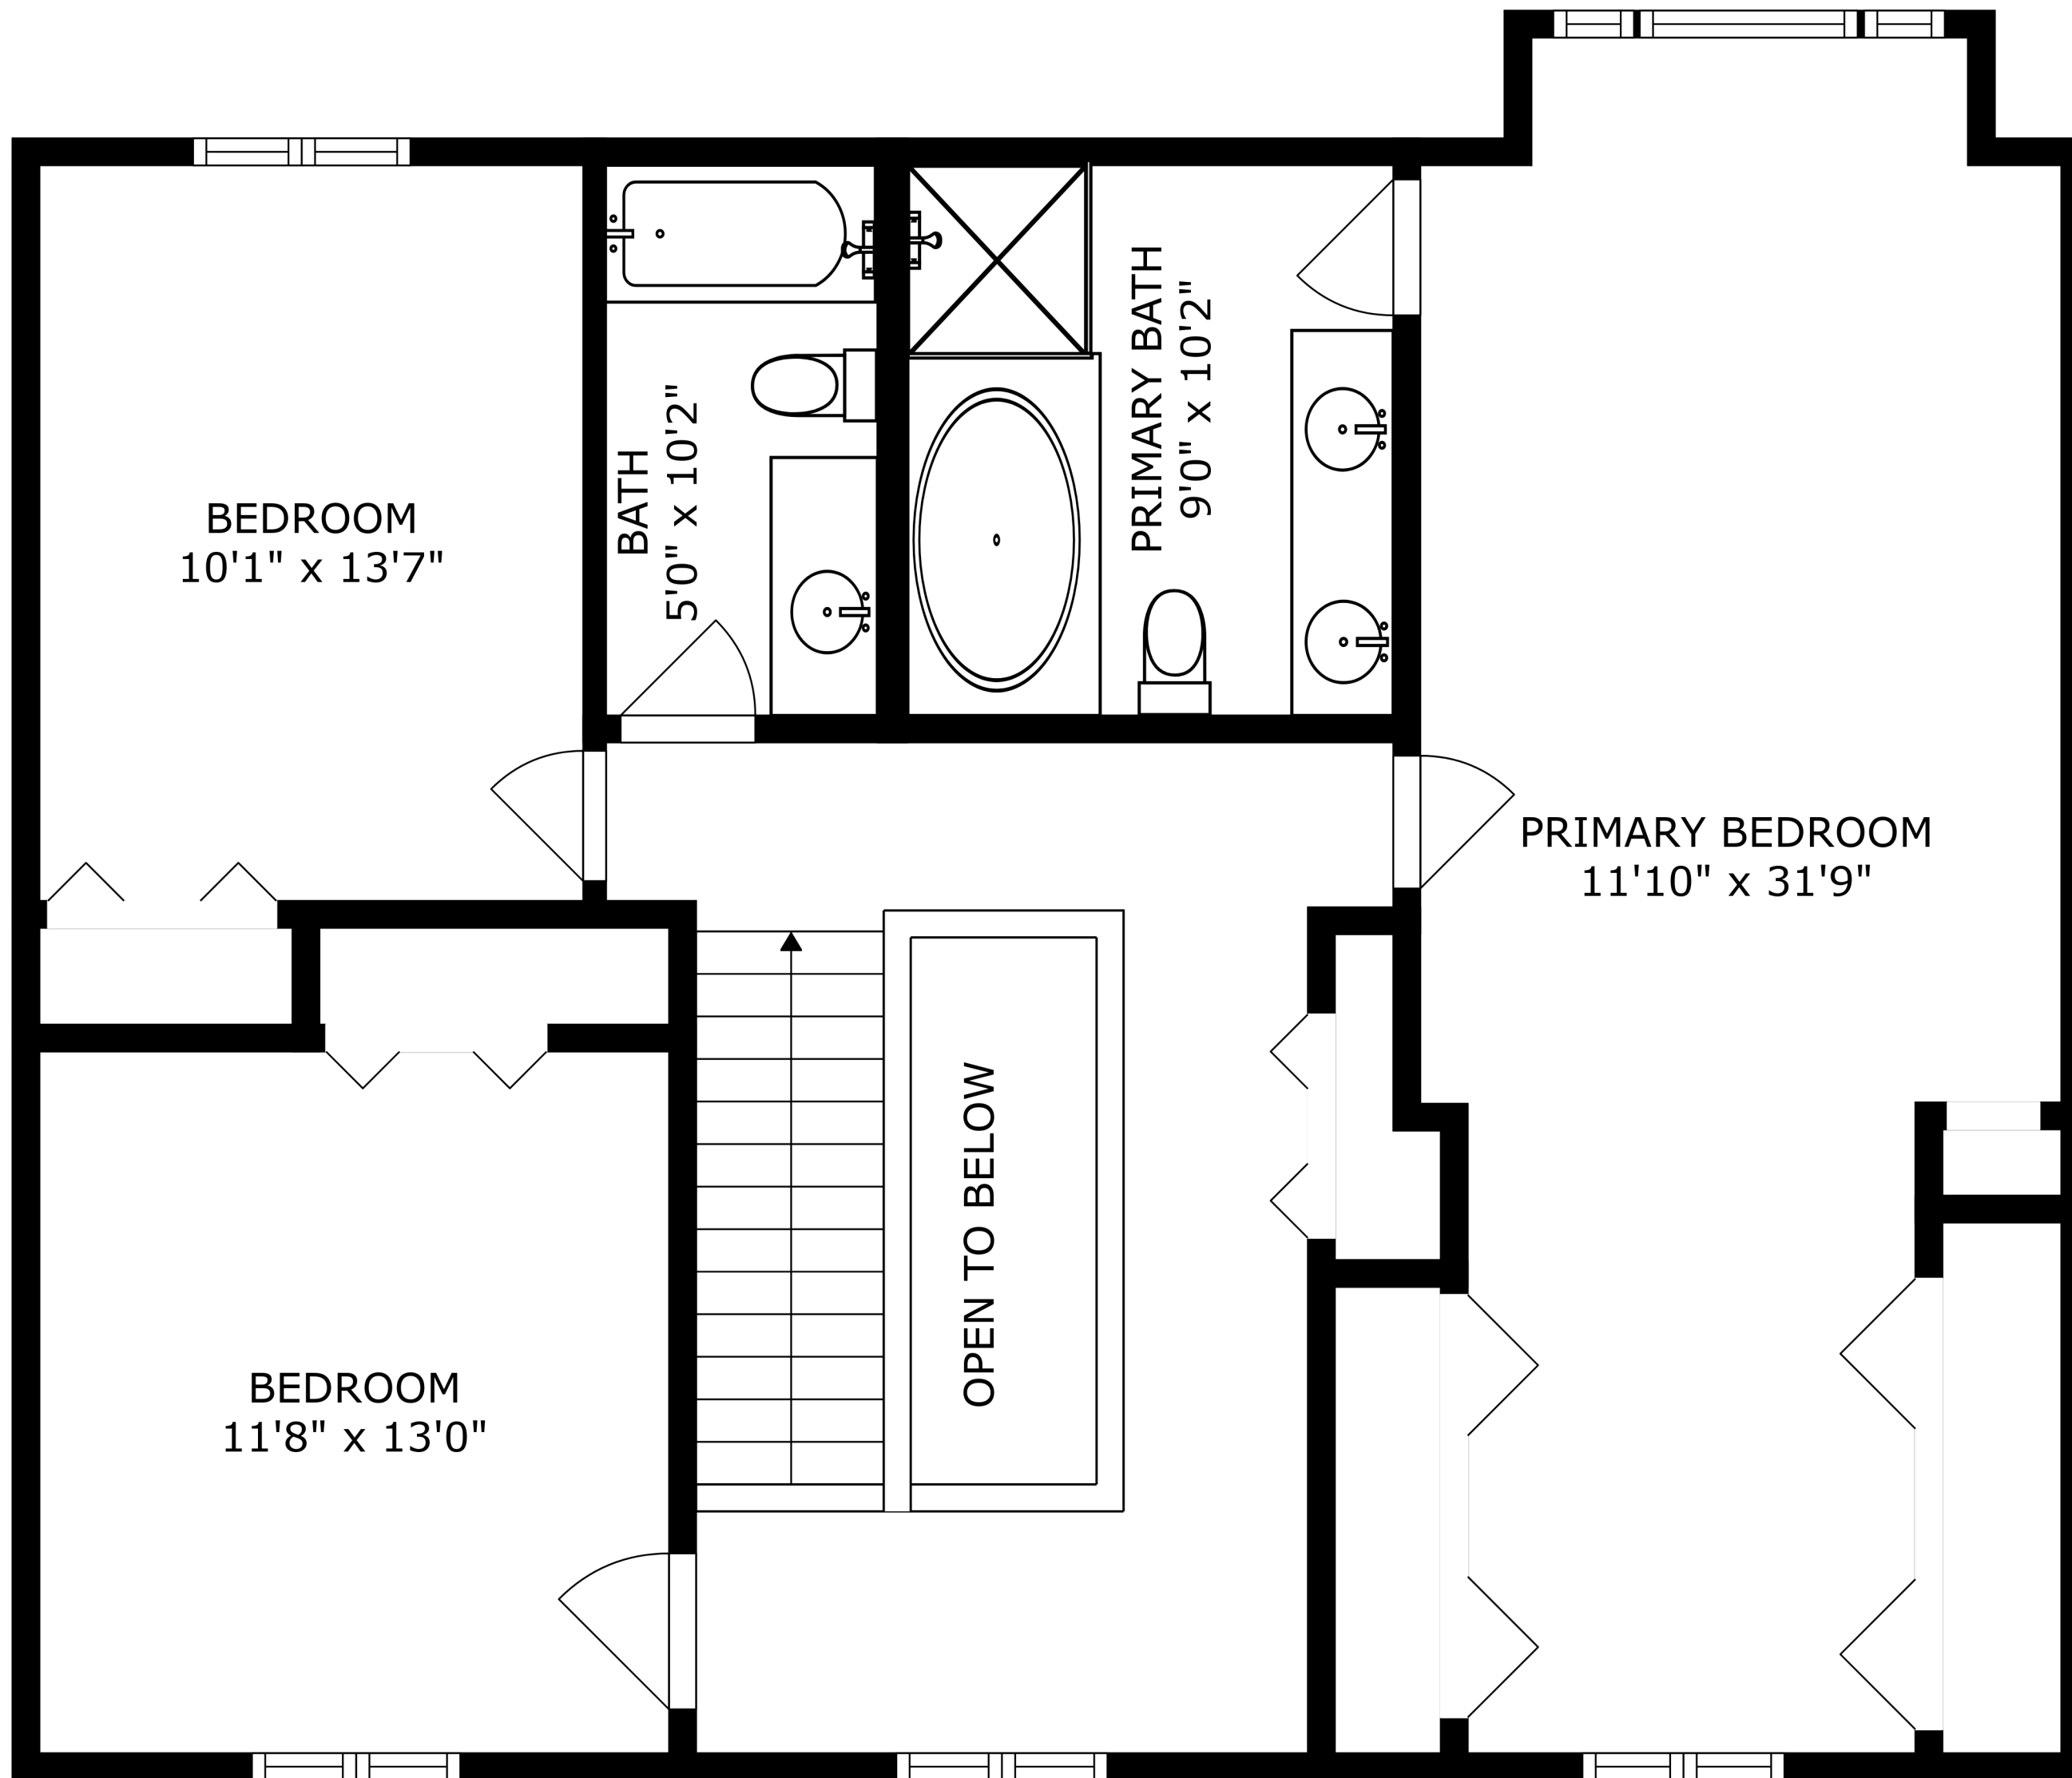 BEDROOM
10'1" x 13'7"
BATH
5'0" x 10'2"
PRIMARY BATH
9'0" x 10'2"
PRIMARY BEDROOM
11'10" x 31'9"
OPEN TO BELOW
BEDROOM
11'8" x 13'0"